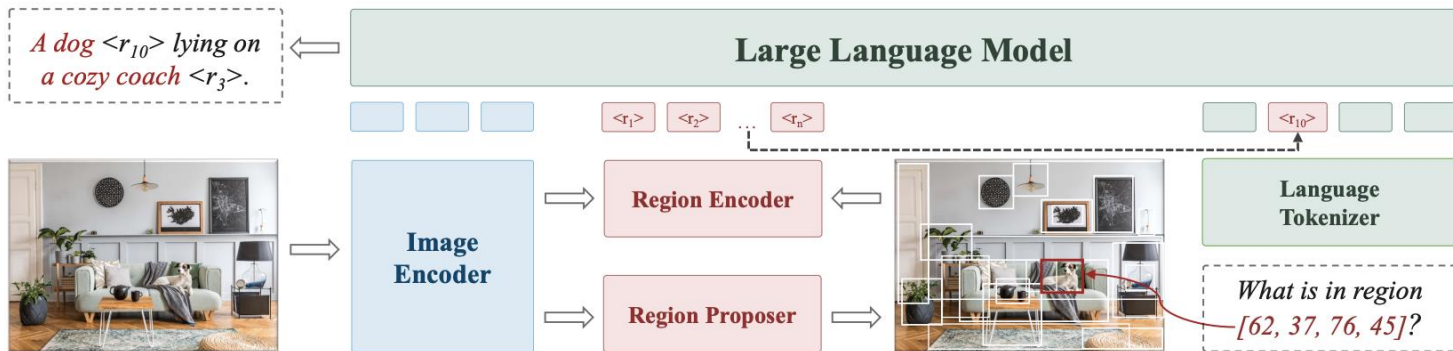 A dog <r₁₀> lying on
a cozy coach <r₃>.
Large Language Model
<r₁> <r₂> ... <rₙ>
<r₁₀>
Image
Encoder
Region Encoder
Region Proposer
Language
Tokenizer
What is in region
[62, 37, 76, 45]?